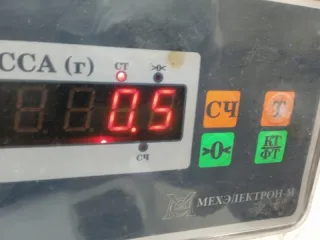 ССА (г)
СТ >0<
0.5
СЧ Т
СЧ
>0< КГ
ФТ
МЕХЭЛЕКТРОН-М